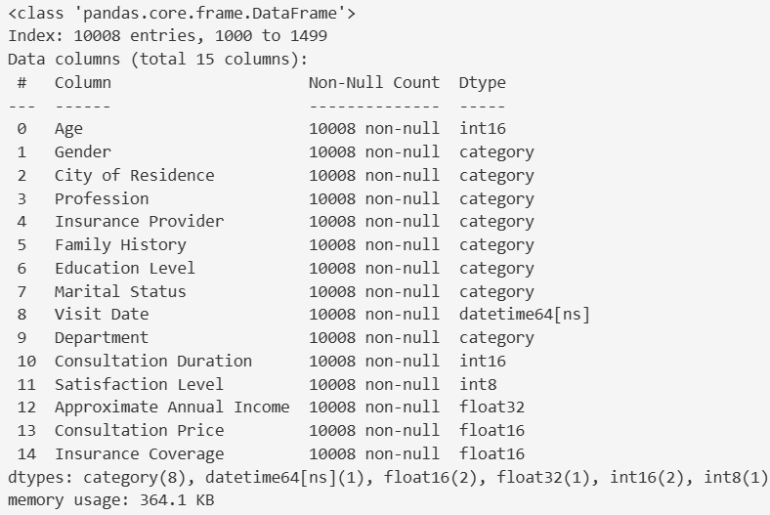 <class 'pandas.core.frame.DataFrame'>
Index: 10008 entries, 1000 to 1499
Data columns (total 15 columns):
 #   Column                     Non-Null Count  Dtype
---  ------                     --------------  -----
 0   Age                        10008 non-null  int16
 1   Gender                     10008 non-null  category
 2   City of Residence          10008 non-null  category
 3   Profession                 10008 non-null  category
 4   Insurance Provider         10008 non-null  category
 5   Family History             10008 non-null  category
 6   Education Level            10008 non-null  category
 7   Marital Status             10008 non-null  category
 8   Visit Date                 10008 non-null  datetime64[ns]
 9   Department                 10008 non-null  category
 10  Consultation Duration      10008 non-null  int16
 11  Satisfaction Level         10008 non-null  int8
 12  Approximate Annual Income  10008 non-null  float32
 13  Consultation Price         10008 non-null  float16
 14  Insurance Coverage         10008 non-null  float16
dtypes: category(8), datetime64[ns](1), float16(2), float32(1), int16(2), int8(1)
memory usage: 364.1 KB